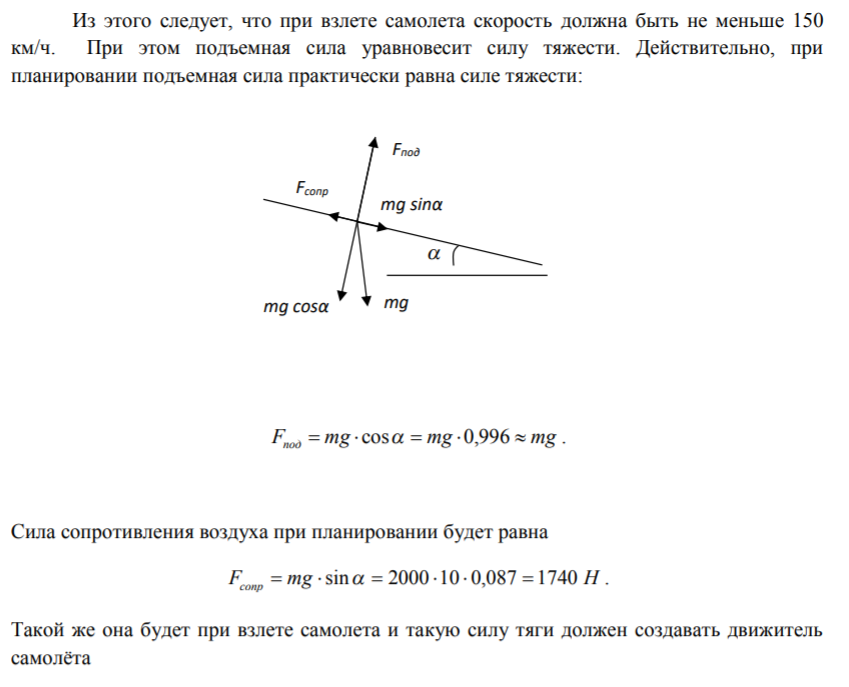 Из этого следует, что при взлете самолета скорость должна быть не меньше 150
км/ч. При этом подъемная сила уравновесит силу тяжести. Действительно, при
планировании подъемная сила практически равна силе тяжести:
Fпод
Fсопр
mg sinα
α
mg cosα
mg
Fпод = mg · cos α = mg · 0,996 ≈ mg .
Сила сопротивления воздуха при планировании будет равна
Fсопр = mg · sin α = 2000 · 10 · 0,087 = 1740 Н .
Такой же она будет при взлете самолета и такую силу тяги должен создавать движитель
самолёта